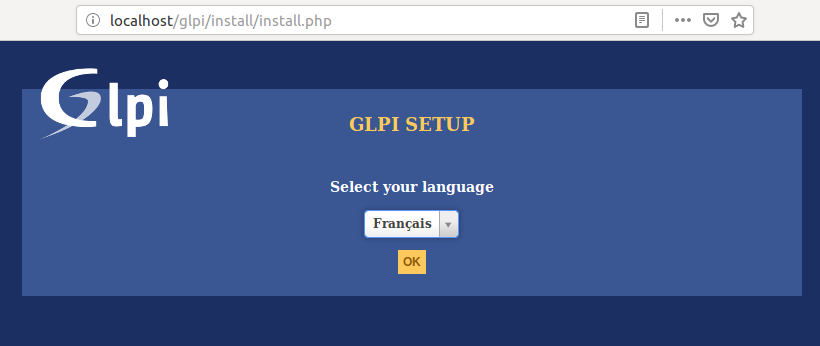 localhost/glpi/install/install.php
Glpi
GLPI SETUP
Select your language
Français
OK